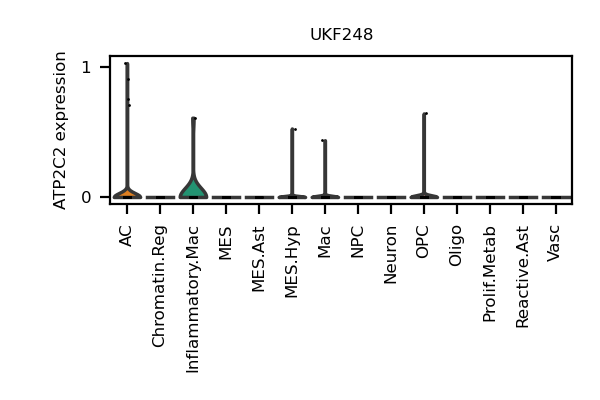 UKF248
ATP2C2 expression
1
0
AC
Chromatin.Reg
Inflammatory.Mac
MES
MES.Ast
MES.Hyp
Mac
NPC
Neuron
OPC
Oligo
Prolif.Metab
Reactive.Ast
Vasc